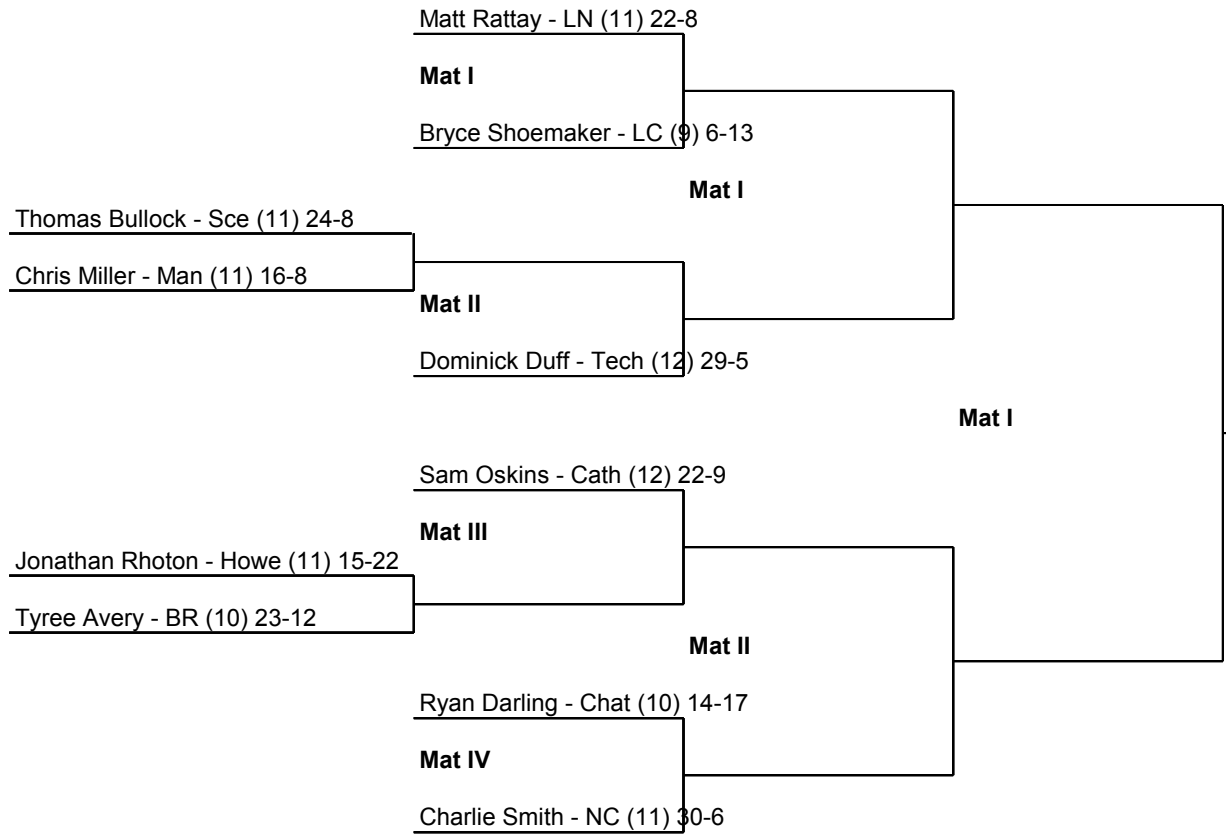 Matt Rattay - LN (11) 22-8
Mat I
Bryce Shoemaker - LC (9) 6-13
Mat I
Thomas Bullock - Sce (11) 24-8
Chris Miller - Man (11) 16-8
Mat II
Dominick Duff - Tech (12) 29-5
Mat I
Sam Oskins - Cath (12) 22-9
Mat III
Jonathan Rhoton - Howe (11) 15-22
Tyree Avery - BR (10) 23-12
Mat II
Ryan Darling - Chat (10) 14-17
Mat IV
Charlie Smith - NC (11) 30-6